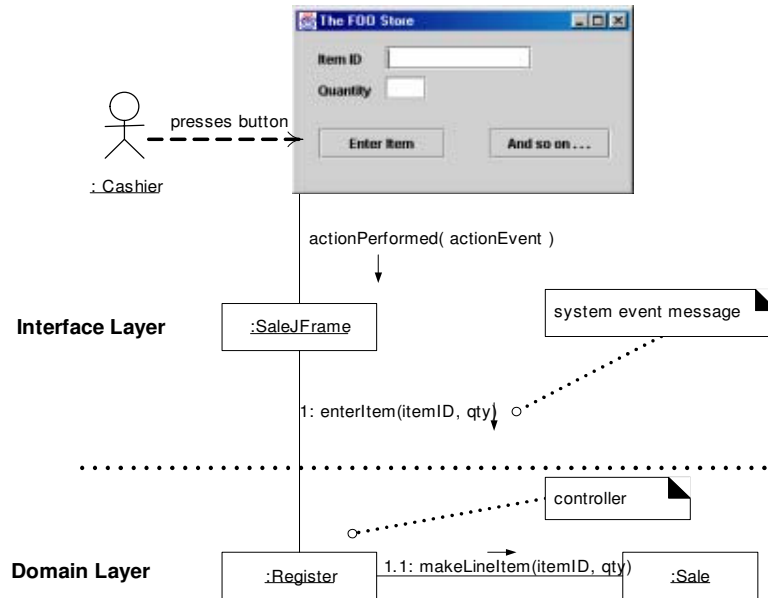 The FOO Store
Item ID
Quantity
presses button
Enter Item
And so on . . .
: Cashier
actionPerformed( actionEvent )
system event message
Interface Layer
:SaleJFrame
1: enterItem(itemID, qty)
controller
Domain Layer
:Register
1.1: makeLineItem(itemID, qty)
:Sale